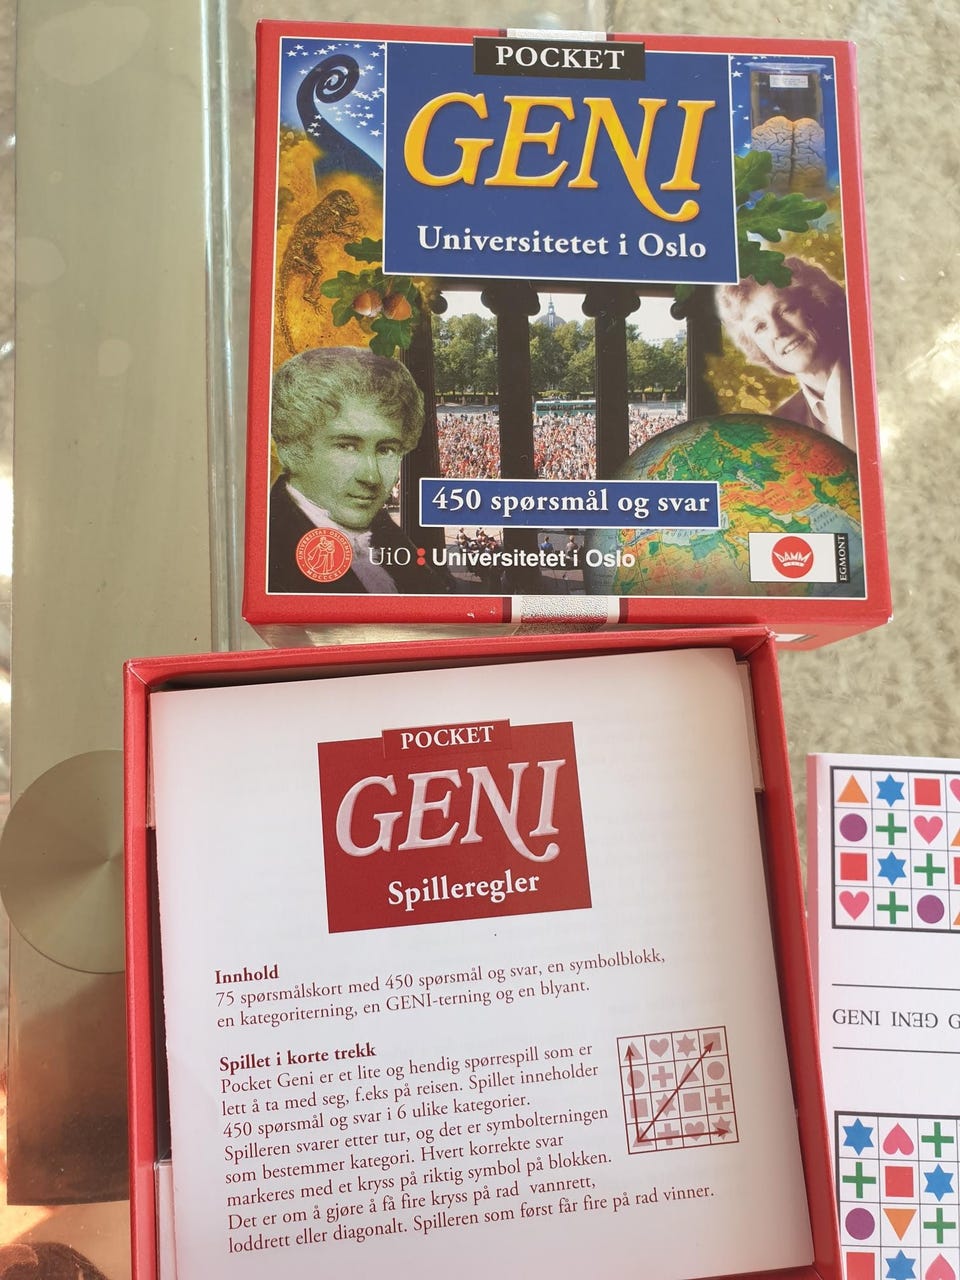 POCKET
GENI
Universitetet i Oslo
450 spørsmål og svar
UNIVERSITAS OSLOENSIS
MDCCCXI
UiO : Universitetet i Oslo
DAMM
EGMONT
POCKET
GENI
Spilleregler
Innhold
75 spørsmålskort med 450 spørsmål og svar, en symbolblokk,
en kategoriterning, en GENI-terning og en blyant.
Spillet i korte trekk
Pocket Geni er et lite og hendig spørrespill som er
lett å ta med seg, f.eks på reisen. Spillet inneholder
450 spørsmål og svar i 6 ulike kategorier.
Spilleren svarer etter tur, og det er symbolterningen
som bestemmer kategori. Hvert korrekte svar
markeres med et kryss på riktig symbol på blokken.
Det er om å gjøre å få fire kryss på rad vannrett,
loddrett eller diagonalt. Spilleren som først får fire på rad vinner.
GENI GENI G